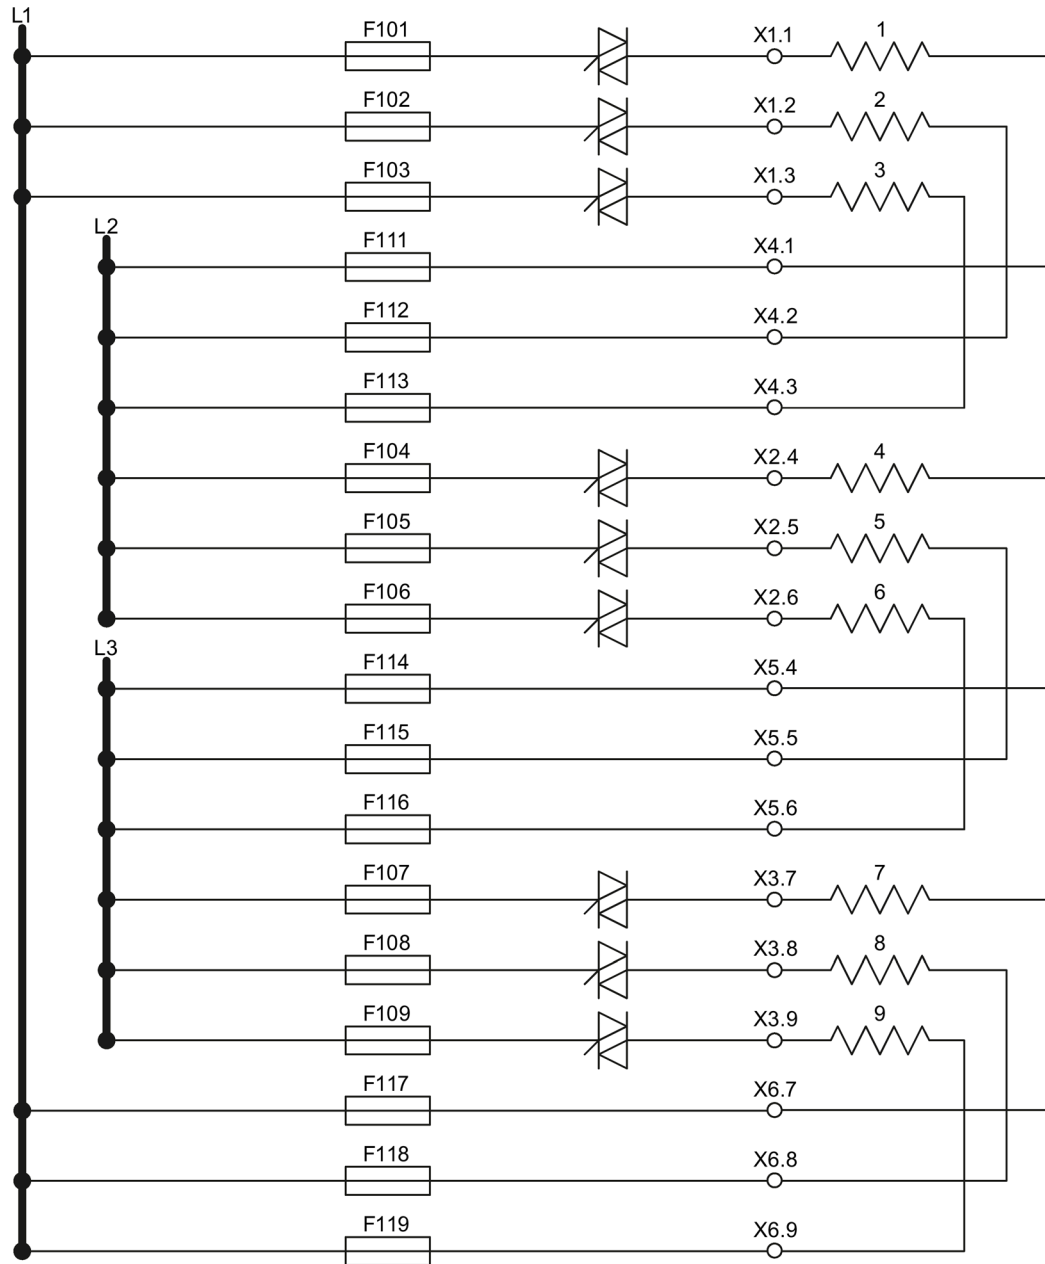 L1
F101 X1.1 1
F102 X1.2 2
F103 X1.3 3
L2
F111 X4.1
F112 X4.2
F113 X4.3
F104 X2.4 4
F105 X2.5 5
F106 X2.6 6
L3
F114 X5.4
F115 X5.5
F116 X5.6
F107 X3.7 7
F108 X3.8 8
F109 X3.9 9
F117 X6.7
F118 X6.8
F119 X6.9